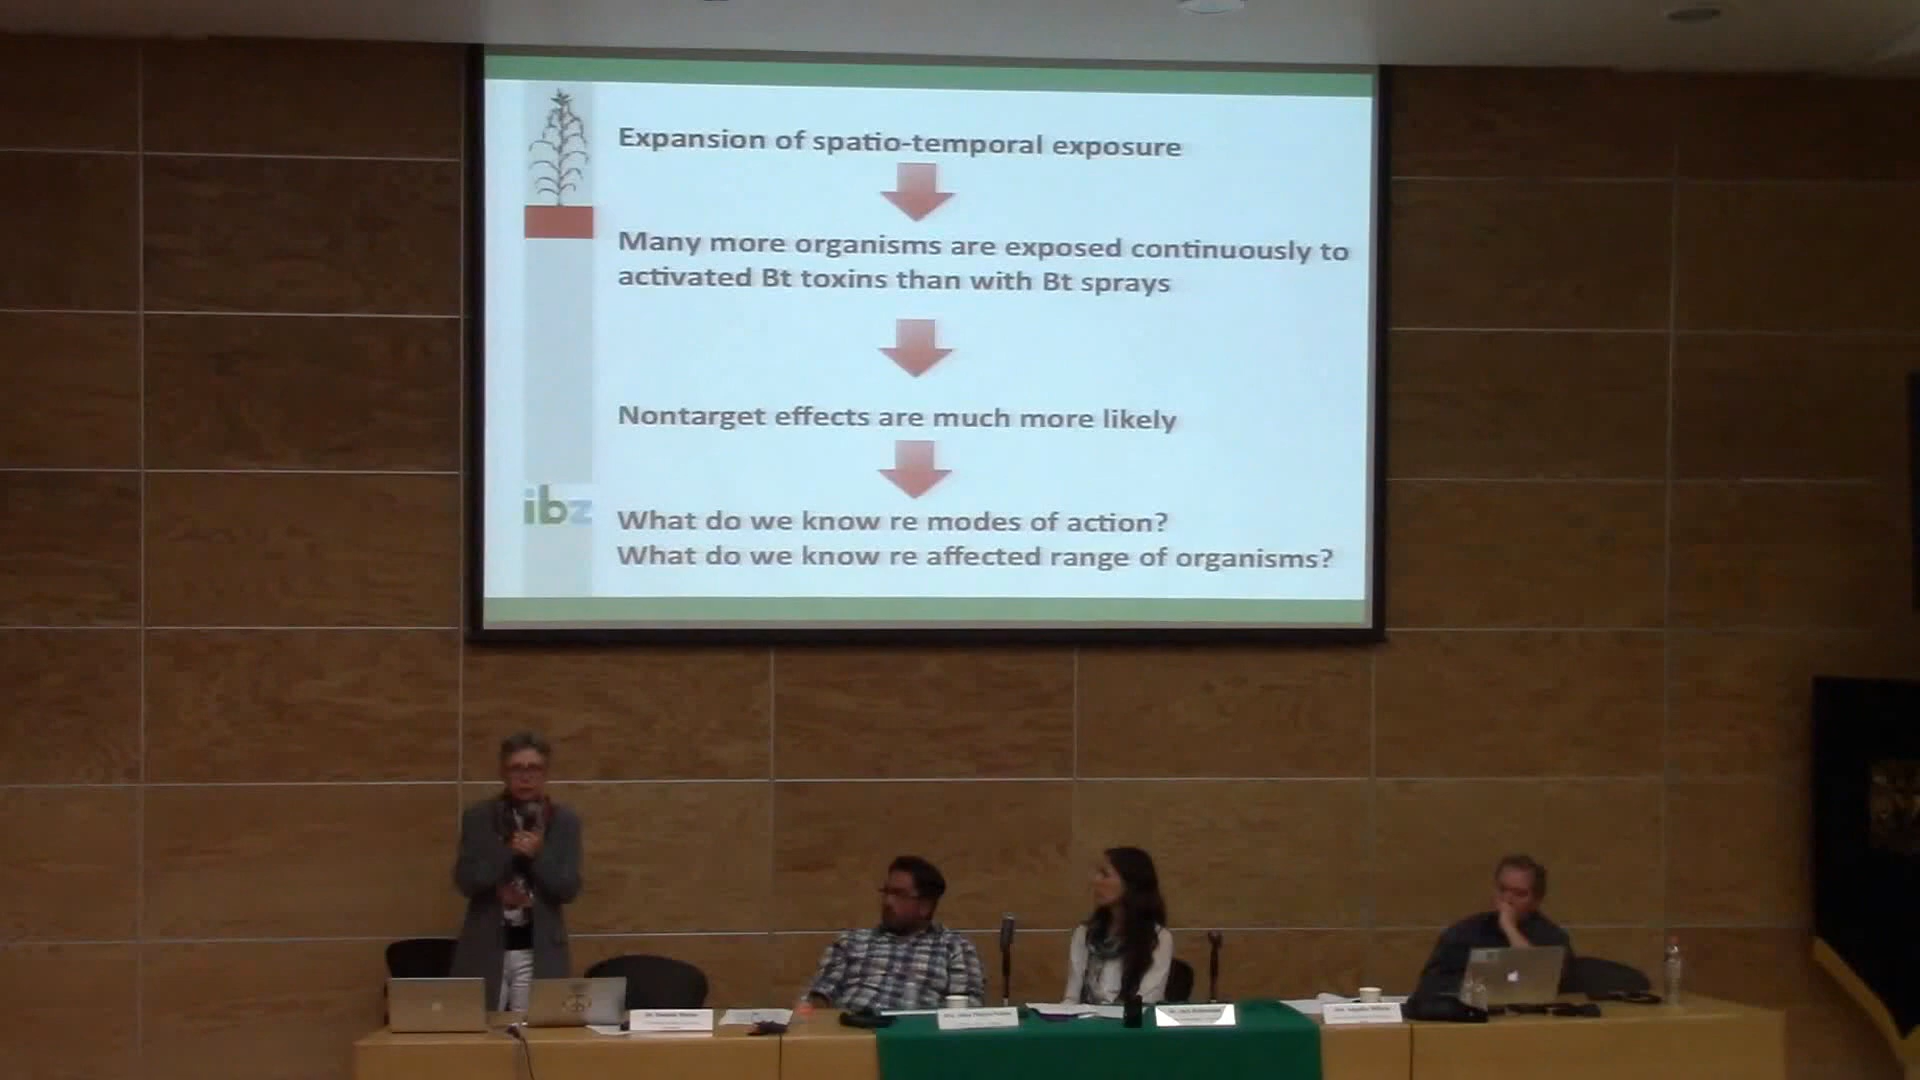 Expansion of spatio-temporal exposure
Many more organisms are exposed continuously to
activated Bt toxins than with Bt sprays
Nontarget effects are much more likely
ibz
What do we know re modes of action?
What do we know re affected range of organisms?